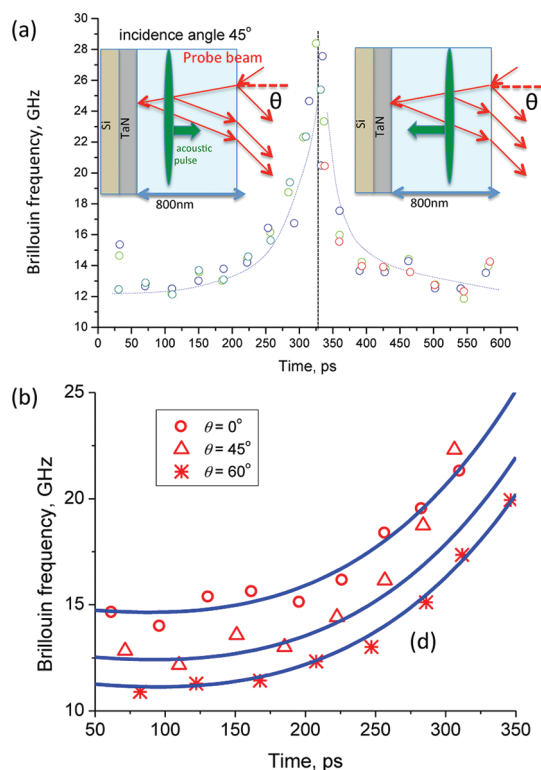 (a)
incidence angle 45°
Probe beam
θ
Si
TaN
acoustic
pulse
800nm
θ
Si
TaN
800nm
Brillouin frequency, GHz
30
28
26
24
22
20
18
16
14
12
10
0 50 100 150 200 250 300 350 400 450 500 550 600
Time, ps
(b)
θ = 0°
θ = 45°
θ = 60°
(d)
Brillouin frequency, GHz
25
20
15
10
50 100 150 200 250 300 350
Time, ps